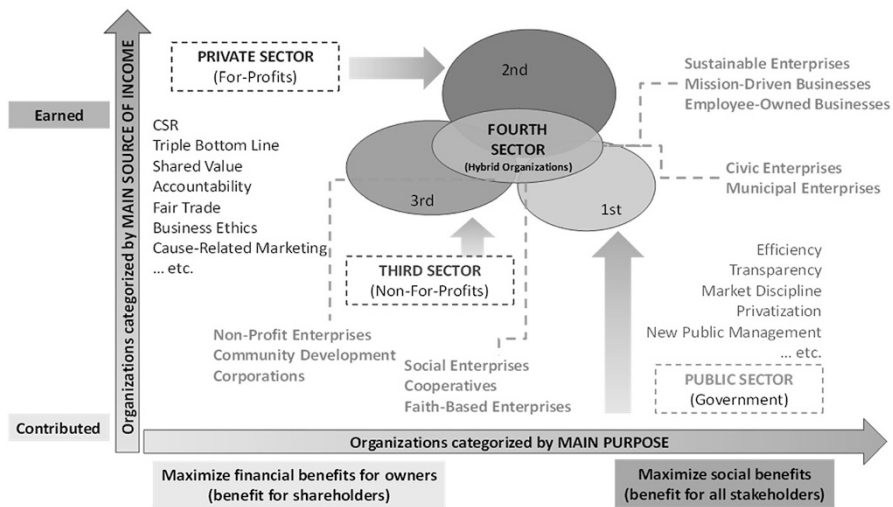 Organizations categorized by MAIN SOURCE OF INCOME
Earned
Contributed
PRIVATE SECTOR
(For-Profits)
CSR
Triple Bottom Line
Shared Value
Accountability
Fair Trade
Business Ethics
Cause-Related Marketing
... etc.
2nd
FOURTH
SECTOR
(Hybrid Organizations)
3rd
1st
Sustainable Enterprises
Mission-Driven Businesses
Employee-Owned Businesses
Civic Enterprises
Municipal Enterprises
THIRD SECTOR
(Non-For-Profits)
Efficiency
Transparency
Market Discipline
Privatization
New Public Management
... etc.
Non-Profit Enterprises
Community Development
Corporations
Social Enterprises
Cooperatives
Faith-Based Enterprises
PUBLIC SECTOR
(Government)
Organizations categorized by MAIN PURPOSE
Maximize financial benefits for owners
(benefit for shareholders)
Maximize social benefits
(benefit for all stakeholders)